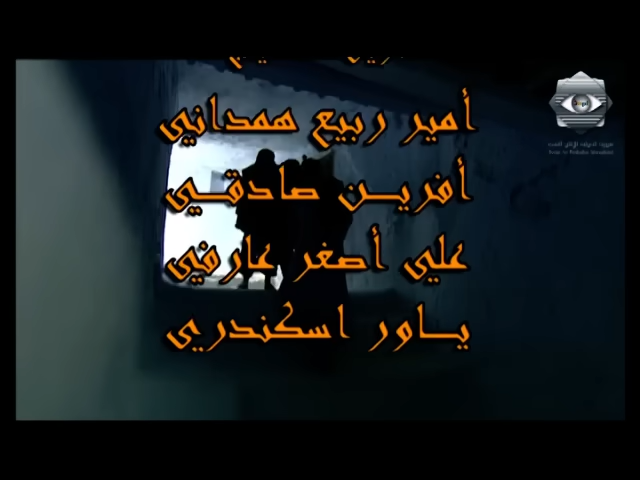 أمير ربيع همداني
أفريـن صادقـي
علي أصغر عارفي
يـاور اسكندري